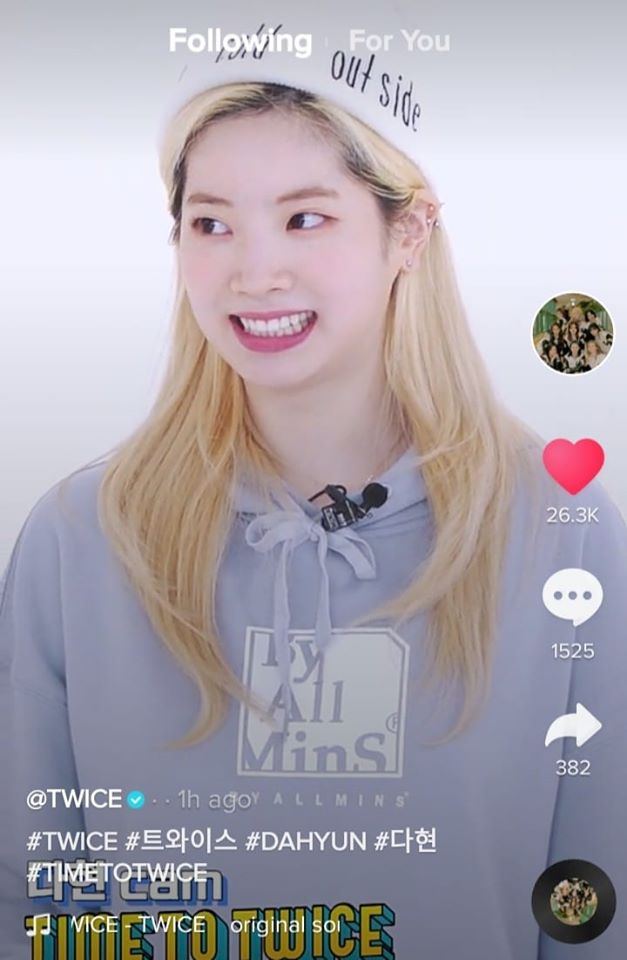 Following For You
out side
26.3K
By
All
MinS
®
1525
382
@TWICE · · 1h ago
BY ALLMINS
#TWICE #트와이스 #DAHYUN #다현
#TIMETOTWICE
다현 cam
TIME TO TWICE
WICE - TWICE original